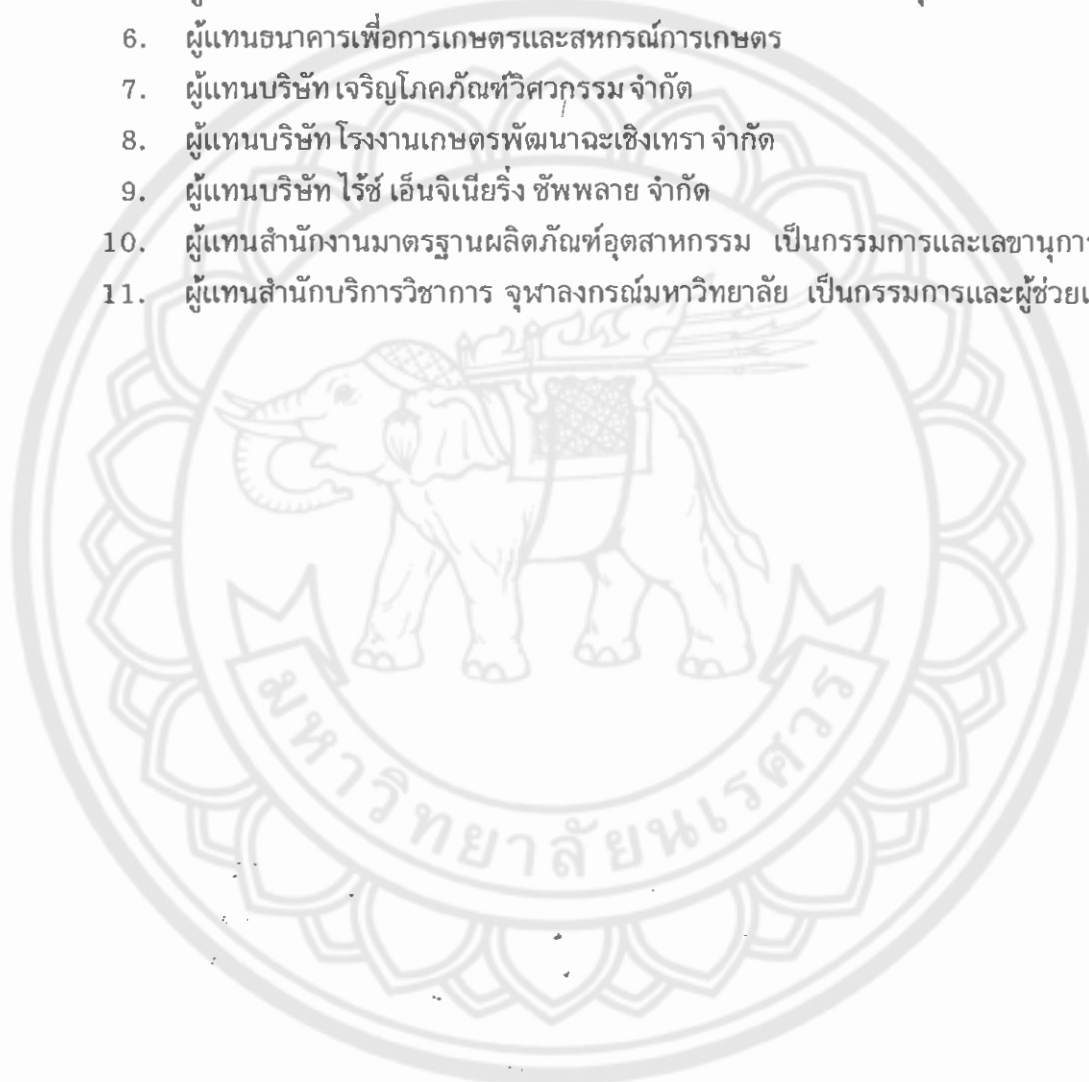 6. ผู้แทนธนาคารเพื่อการเกษตรและสหกรณ์การเกษตร
7. ผู้แทนบริษัท เจริญโภคภัณฑ์วิศวกรรม จำกัด
8. ผู้แทนบริษัท โรงงานเกษตรพัฒนาฉะเชิงเทรา จำกัด
9. ผู้แทนบริษัท ไร้ซ์ เอ็นจิเนียริ่ง ซัพพลาย จำกัด
10. ผู้แทนสำนักงานมาตรฐานผลิตภัณฑ์อุตสาหกรรม เป็นกรรมการและเลขานุการ
11. ผู้แทนสำนักบริการวิชาการ จุฬาลงกรณ์มหาวิทยาลัย เป็นกรรมการและผู้ช่วยเ
มหาวิทยาลัยนเรศวร